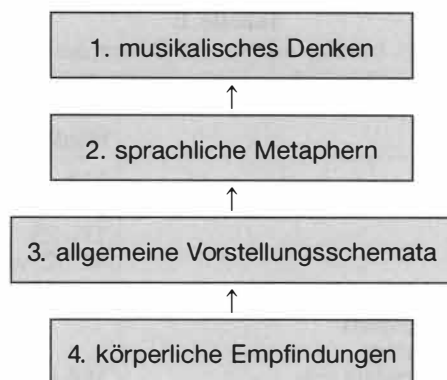 1. musikalisches Denken
↑
2. sprachliche Metaphern
↑
3. allgemeine Vorstellungsschemata
↑
4. körperliche Empfindungen